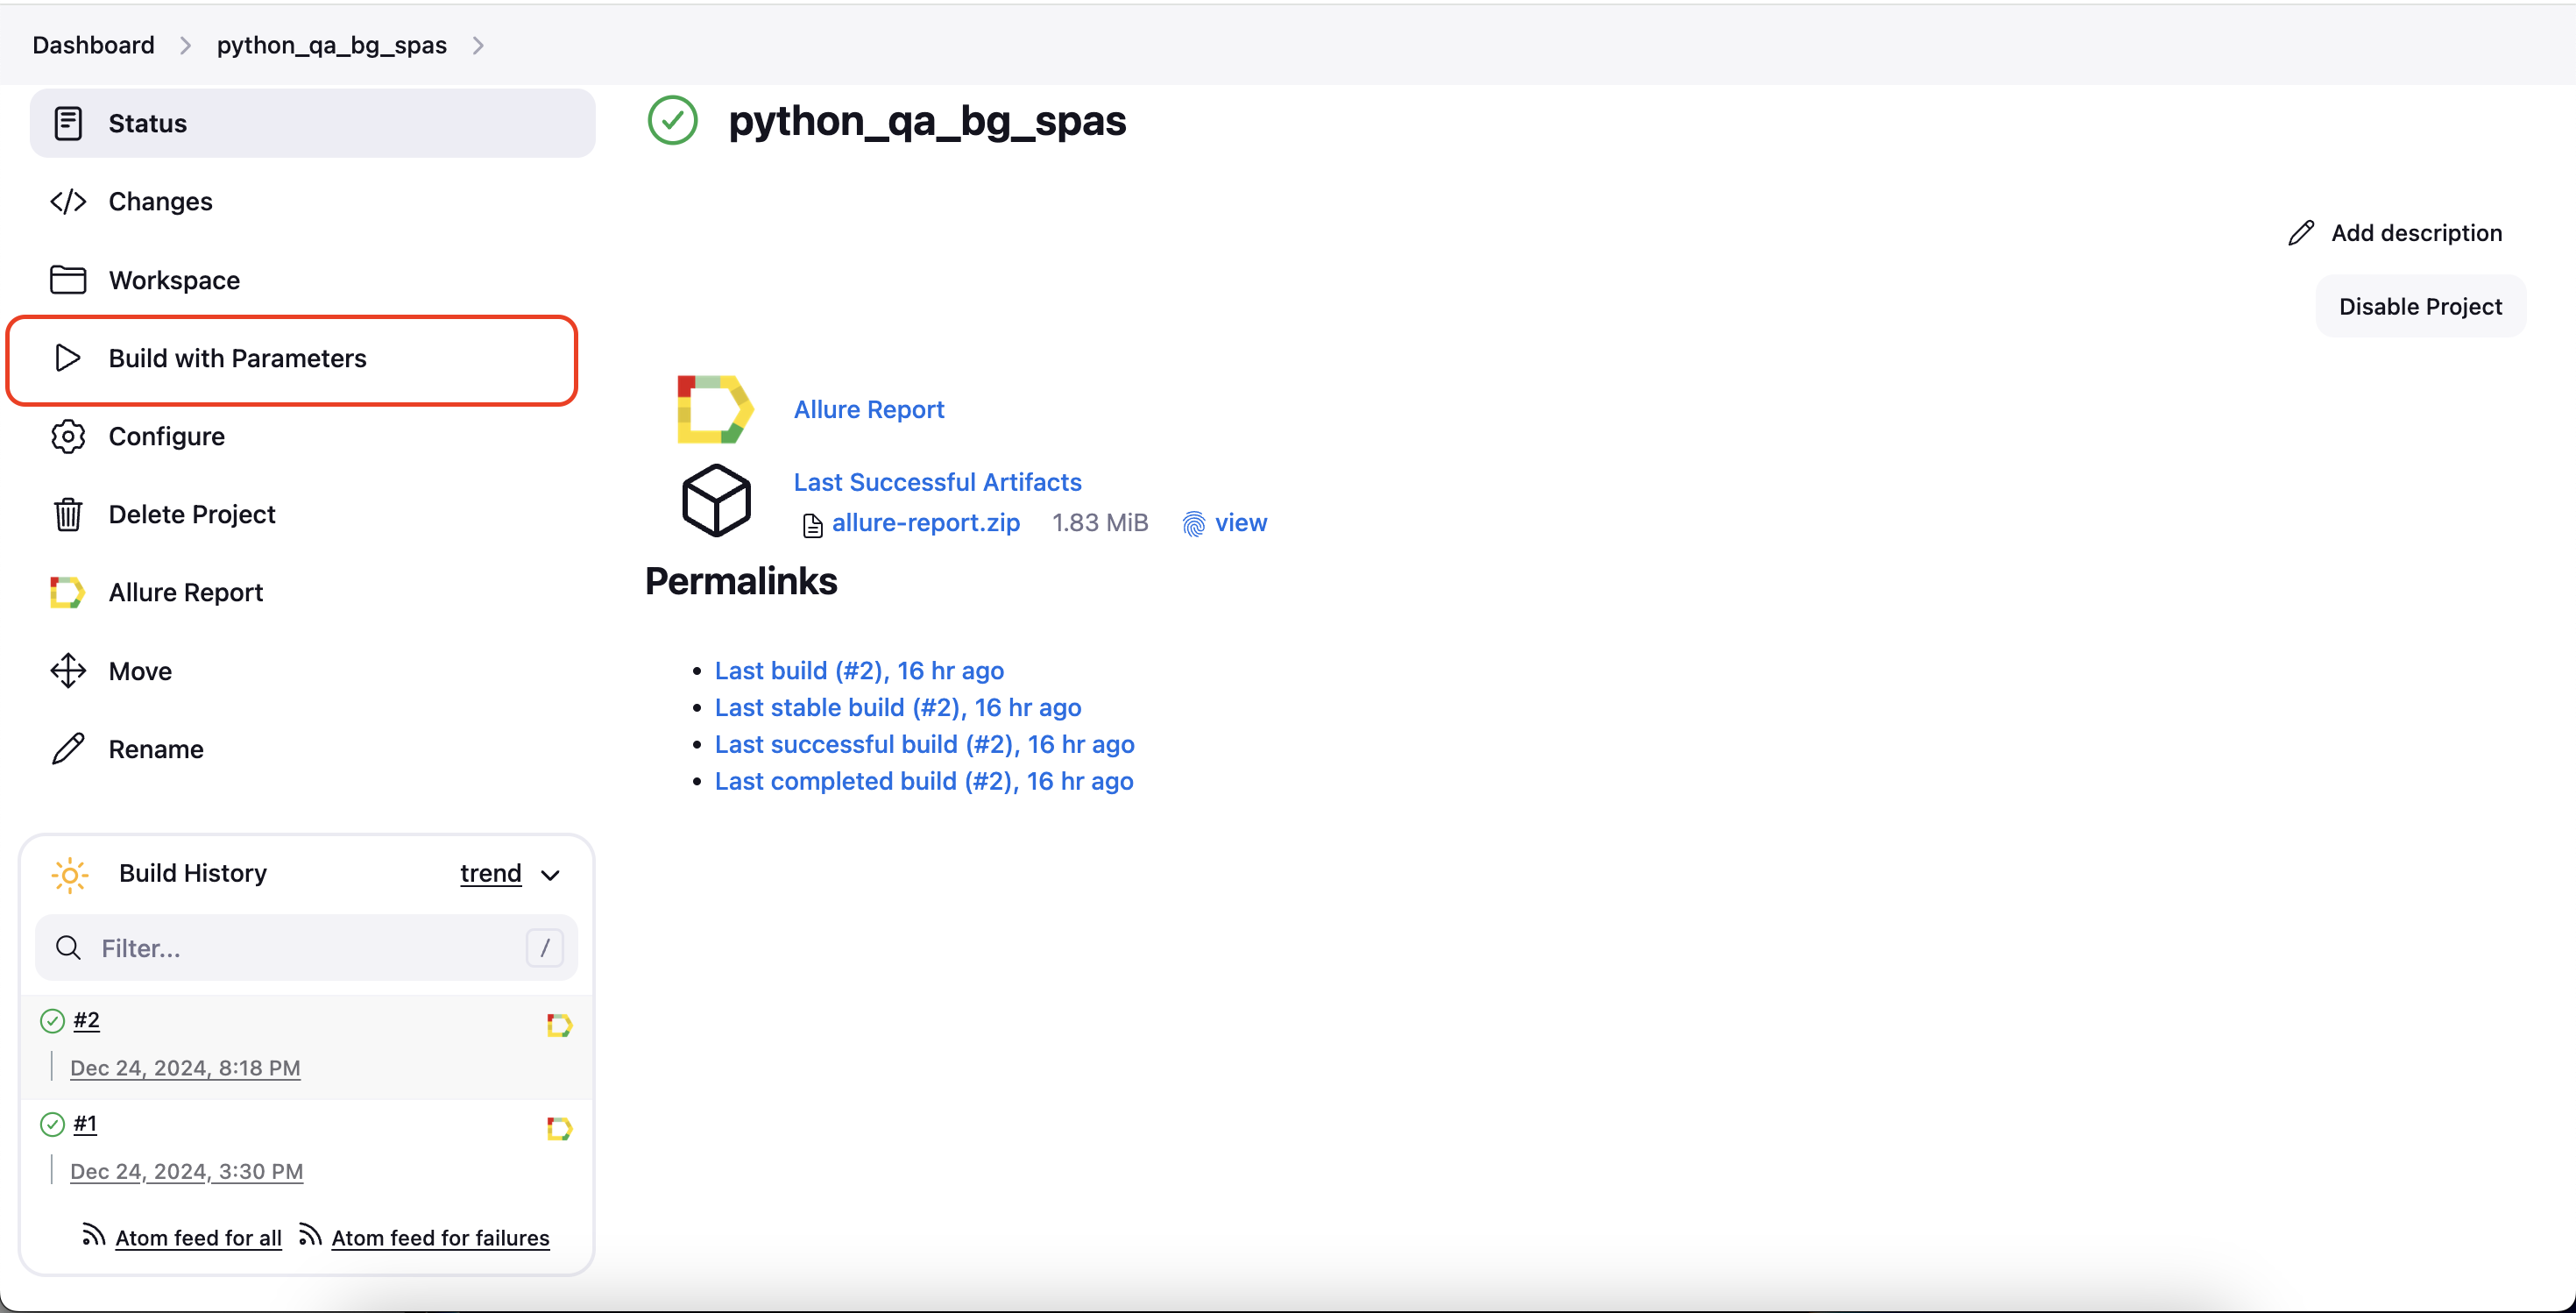 Dashboard > python_qa_bg_spas >
Status
Changes
Workspace
Build with Parameters
Configure
Delete Project
Allure Report
Move
Rename
Build History trend
Filter... /
#2
Dec 24, 2024, 8:18 PM
#1
Dec 24, 2024, 3:30 PM
Atom feed for all Atom feed for failures
python_qa_bg_spas
Add description
Disable Project
Allure Report
Last Successful Artifacts
allure-report.zip 1.83 MiB view
Permalinks
• Last build (#2), 16 hr ago
• Last stable build (#2), 16 hr ago
• Last successful build (#2), 16 hr ago
• Last completed build (#2), 16 hr ago